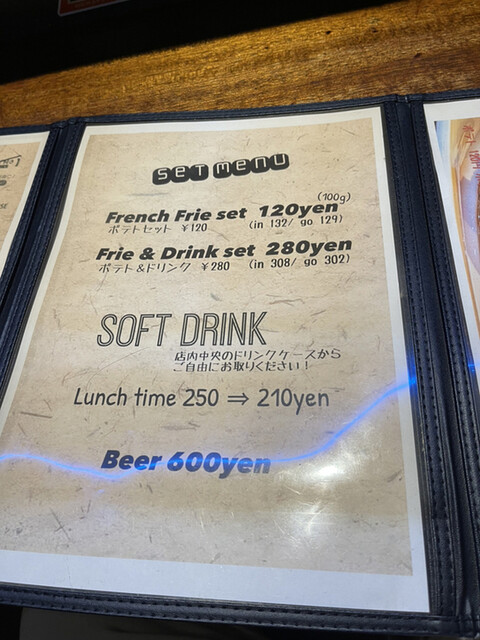 SET MENU
(100g)
French Frie set 120yen
ポテトセット ¥120 (in 132/ go 129)
Frie & Drink set 280yen
ポテト&ドリンク ¥280 (in 308/ go 302)
SOFT DRINK
店内中央のドリンクケースから
ご自由にお取りください！
Lunch time 250 ⇒ 210yen
Beer 600yen